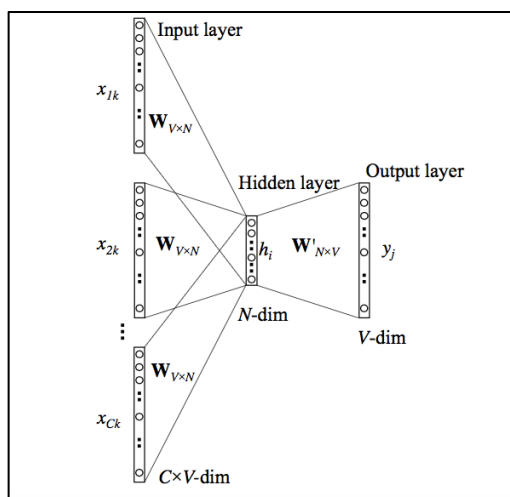 Input layer
x1k
WV×N
Hidden layer
Output layer
x2k
WV×N
hi
W'N×V
yj
N-dim
V-dim
WV×N
xCk
C×V-dim